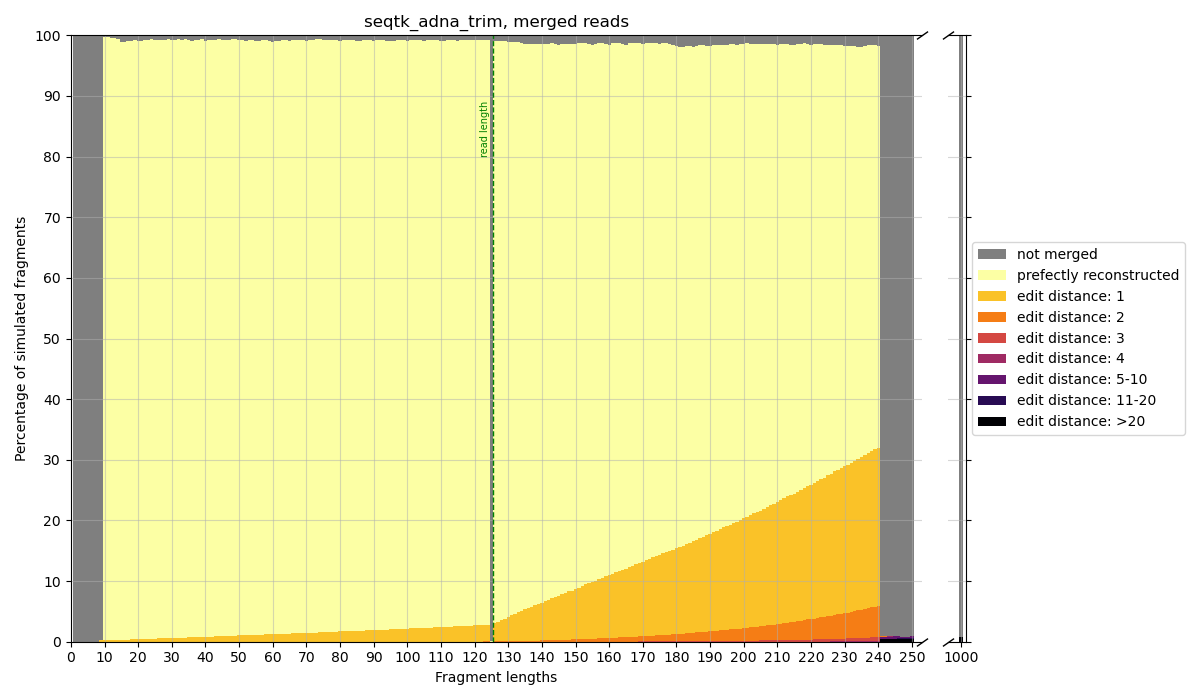 seqtk_adna_trim, merged reads
100
90
80
70
60
50
40
30
20
10
0
Percentage of simulated fragments
read length
0 10 20 30 40 50 60 70 80 90 100 110 120 130 140 150 160 170 180 190 200 210 220 230 240 250 1000
Fragment lengths
not merged
prefectly reconstructed
edit distance: 1
edit distance: 2
edit distance: 3
edit distance: 4
edit distance: 5-10
edit distance: 11-20
edit distance: >20